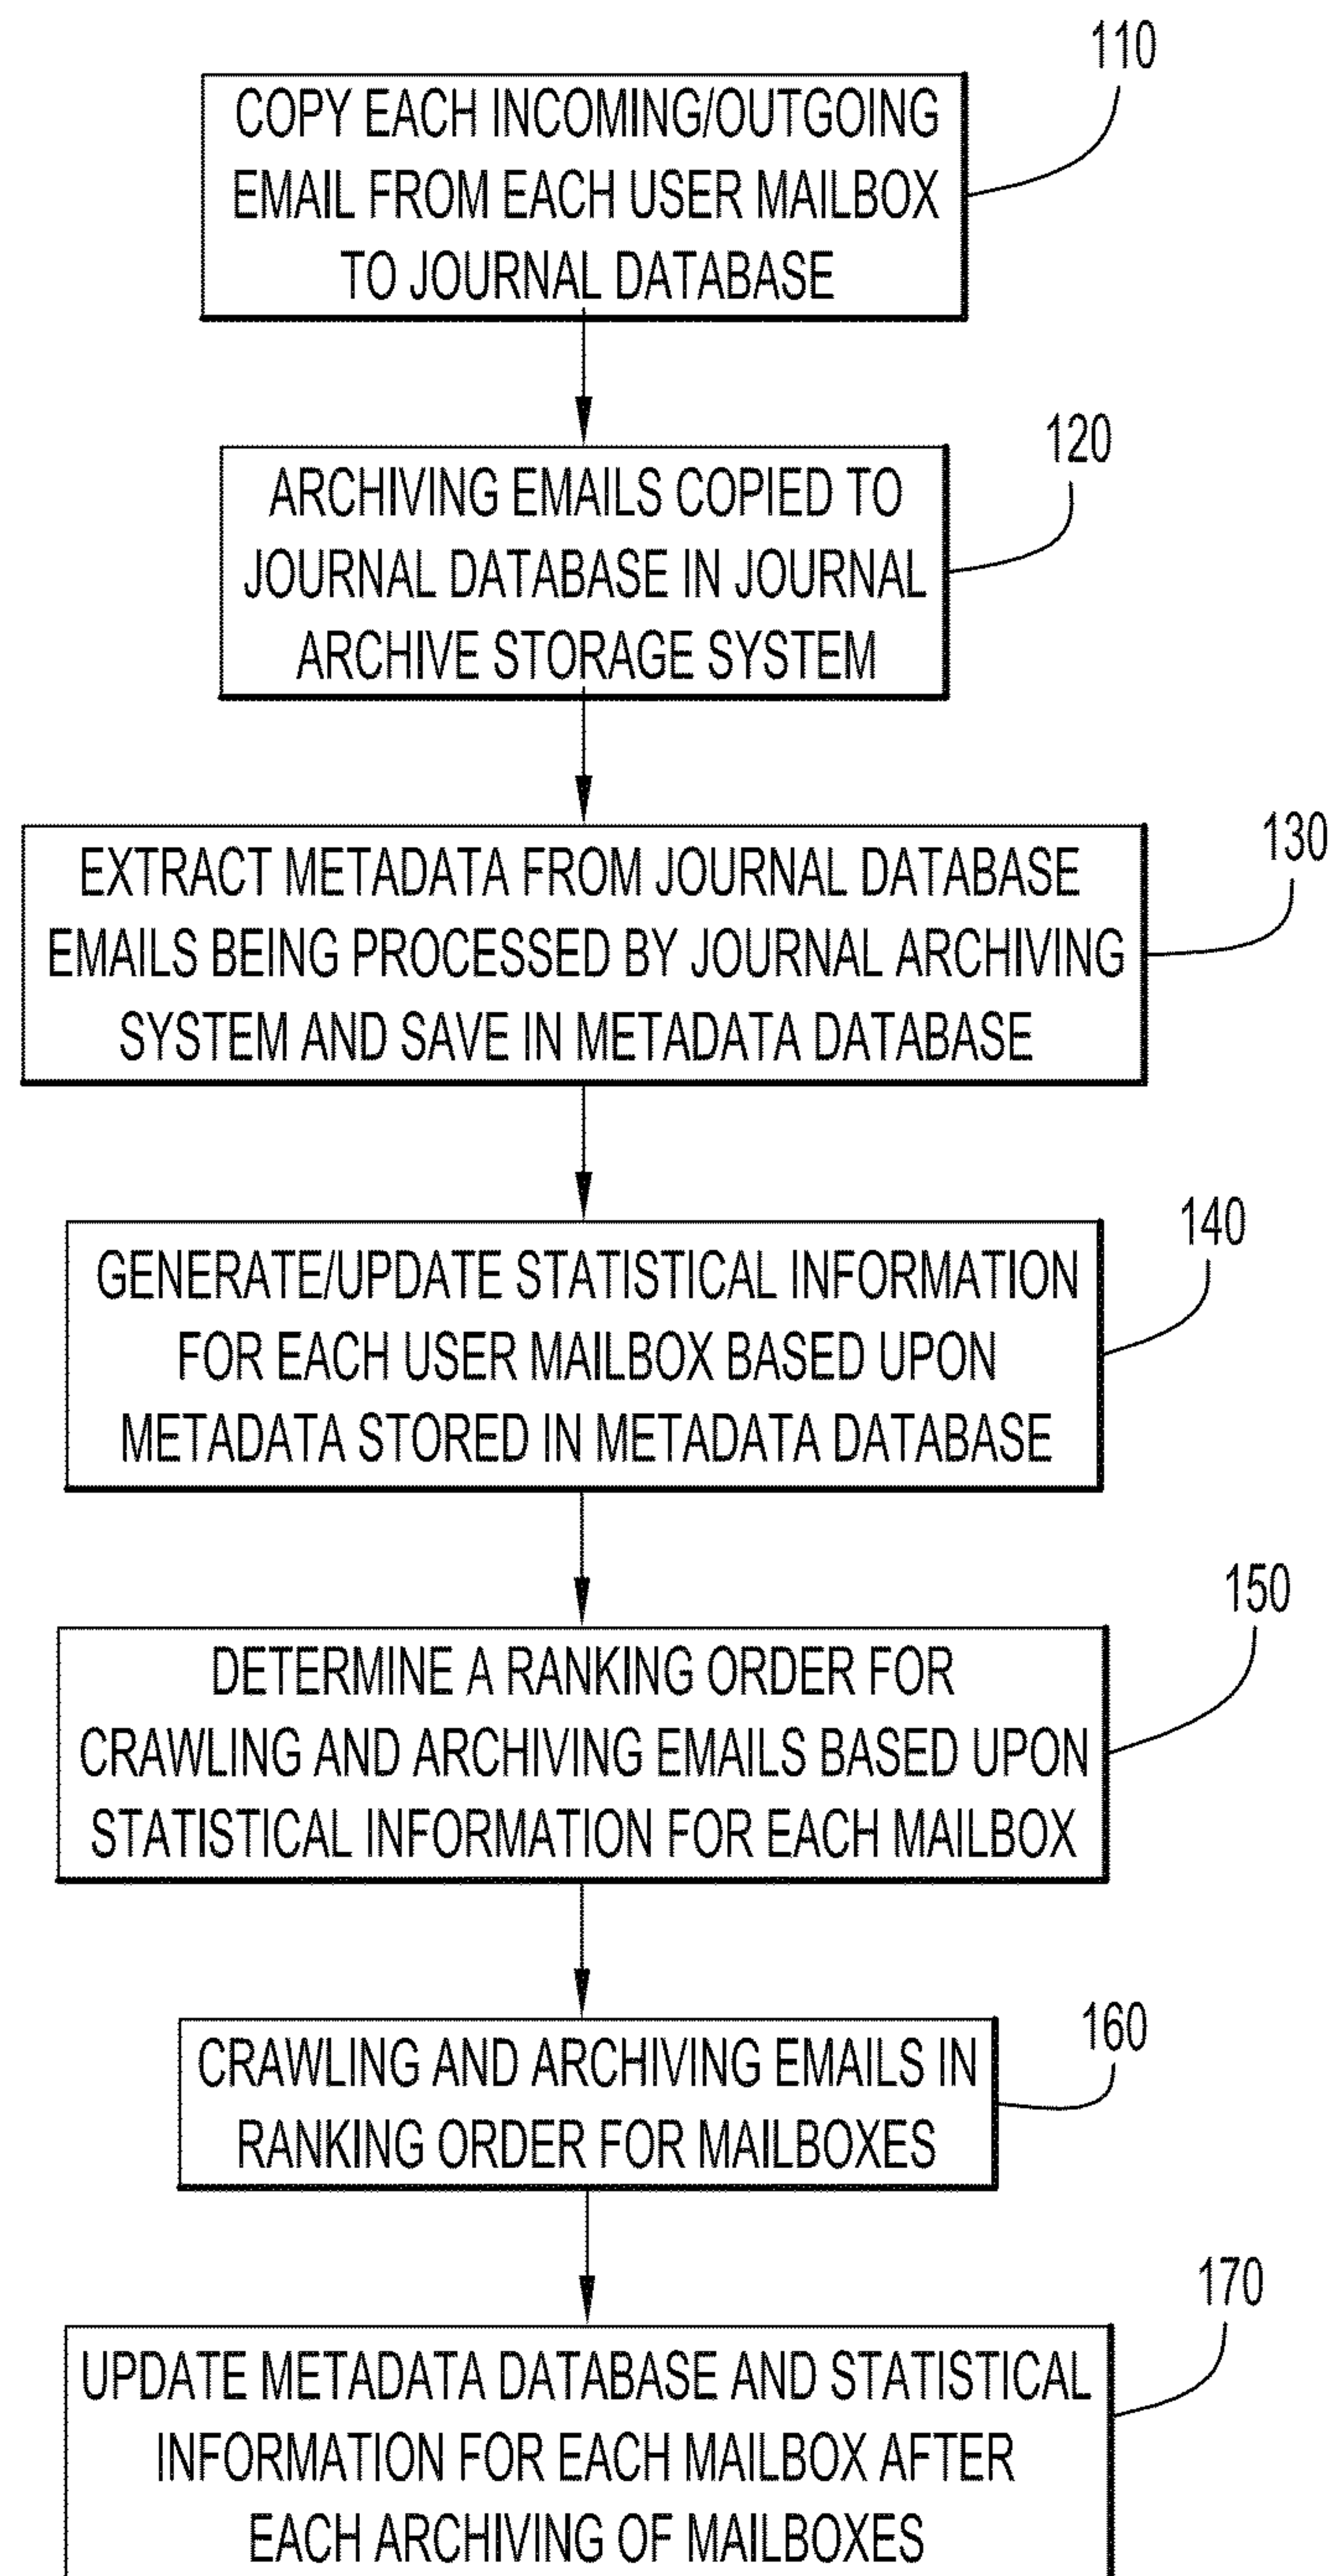 110
COPY EACH INCOMING/OUTGOING
EMAIL FROM EACH USER MAILBOX
TO JOURNAL DATABASE
120
ARCHIVING EMAILS COPIED TO
JOURNAL DATABASE IN JOURNAL
ARCHIVE STORAGE SYSTEM
130
EXTRACT METADATA FROM JOURNAL DATABASE
EMAILS BEING PROCESSED BY JOURNAL ARCHIVING
SYSTEM AND SAVE IN METADATA DATABASE
140
GENERATE/UPDATE STATISTICAL INFORMATION
FOR EACH USER MAILBOX BASED UPON
METADATA STORED IN METADATA DATABASE
150
DETERMINE A RANKING ORDER FOR
CRAWLING AND ARCHIVING EMAILS BASED UPON
STATISTICAL INFORMATION FOR EACH MAILBOX
160
CRAWLING AND ARCHIVING EMAILS IN
RANKING ORDER FOR MAILBOXES
170
UPDATE METADATA DATABASE AND STATISTICAL
INFORMATION FOR EACH MAILBOX AFTER
EACH ARCHIVING OF MAILBOXES